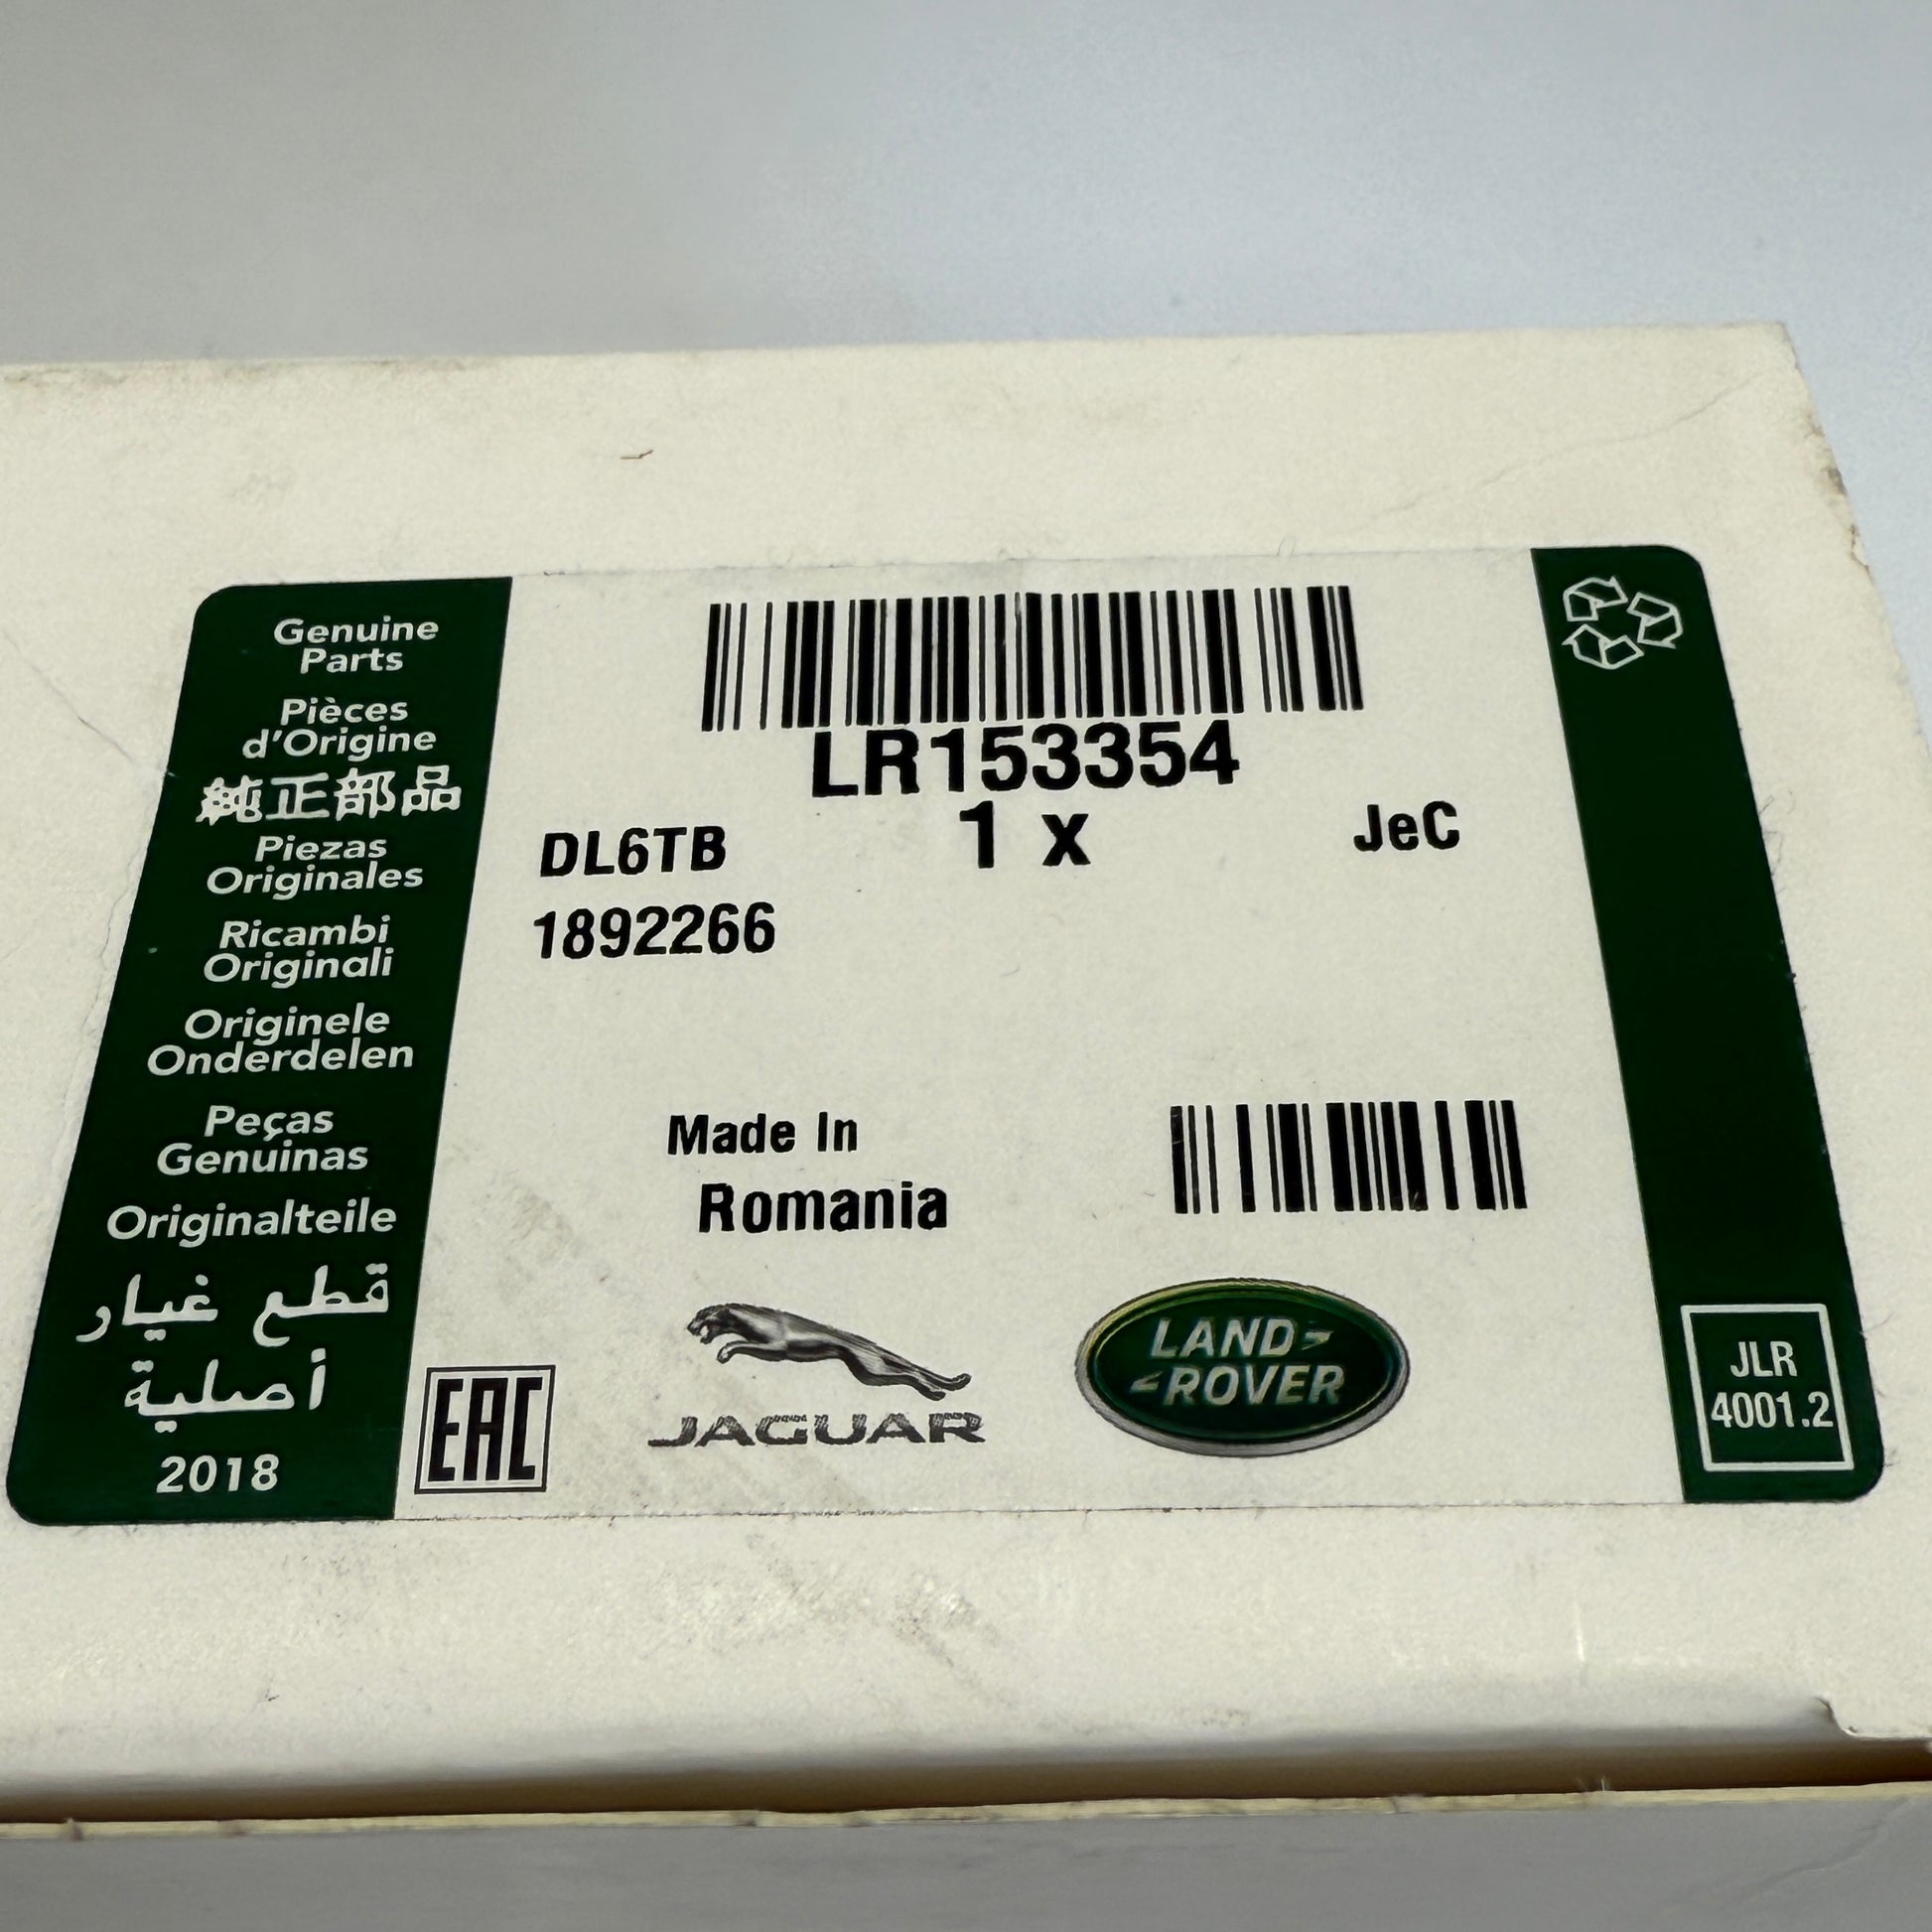 Genuine
Parts
Pièces
d'Origine
純正部品
Piezas
Originales
Ricambi
Originali
Originele
Onderdelen
Peças
Genuinas
Originalteile
قطع غيار
أصلية
2018
LR153354
1 x
JeC
DL6TB
1892266
Made In
Romania
EAC
JAGUAR
LAND
ROVER
JLR
4001.2